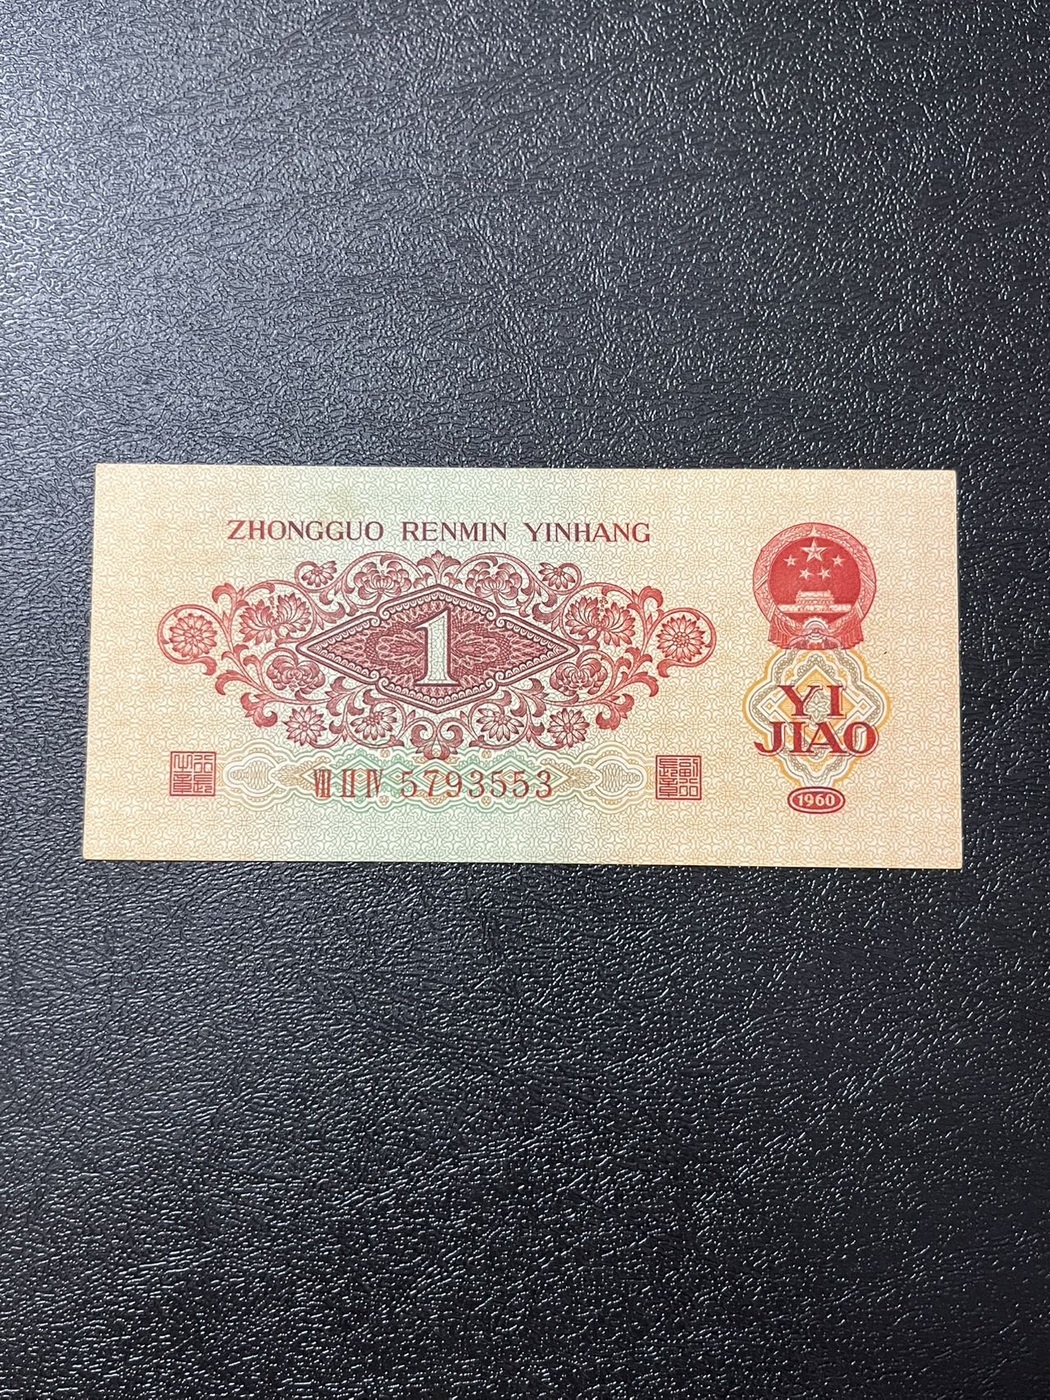 ZHONGGUO RENMIN YINHANG
1
YI
JIAO
VIII II IV 5793553
1960